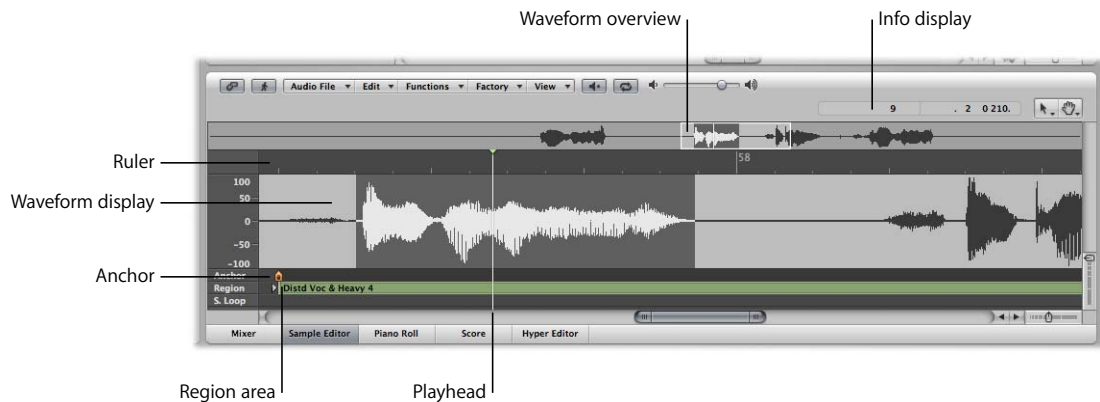 Waveform overview
Info display
Audio File Edit Functions Factory View
9 . 2 0 210.
Ruler
58
Waveform display
100
50
0
-50
-100
Anchor
Anchor
Region Distd Voc & Heavy 4
S. Loop
Mixer Sample Editor Piano Roll Score Hyper Editor
Region area
Playhead